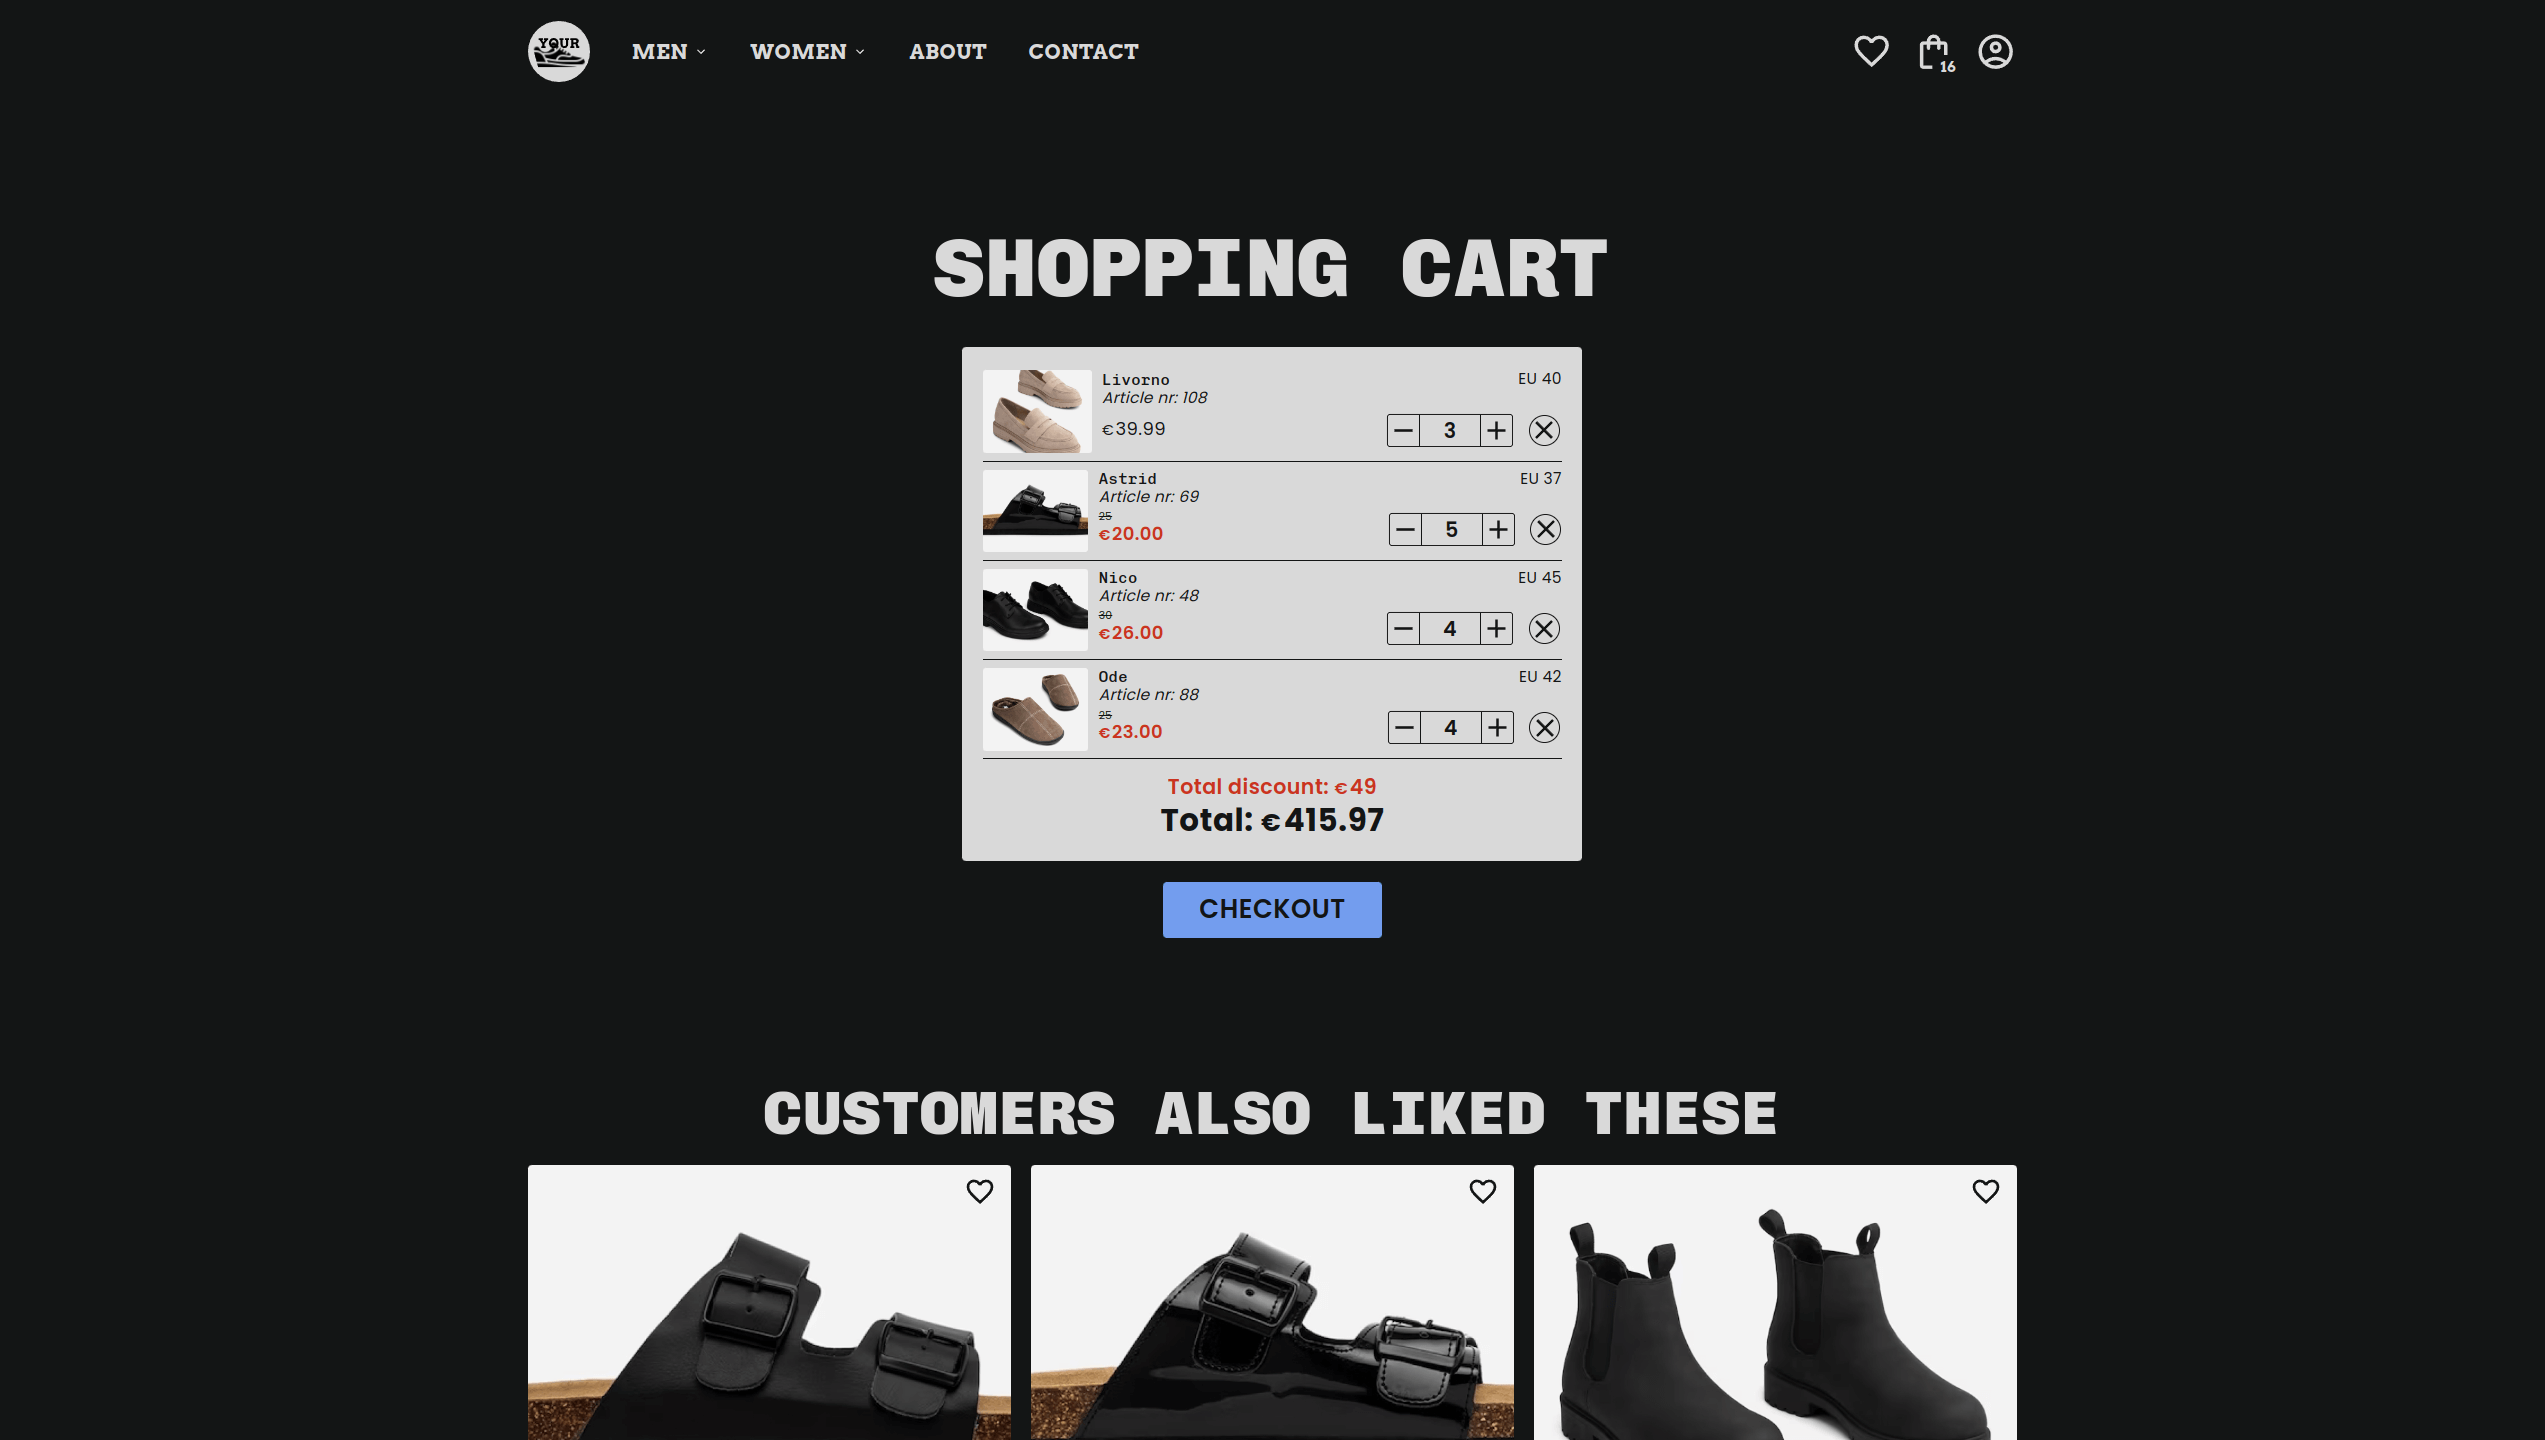 YOUR
MEN
WOMEN
ABOUT
CONTACT
16
SHOPPING CART
Livorno
EU 40
Article nr: 108
€39.99
3
Astrid
EU 37
Article nr: 69
25
€20.00
5
Nico
EU 45
Article nr: 48
30
€26.00
4
Ode
EU 42
Article nr: 88
25
€23.00
4
Total discount: €49
Total: €415.97
CHECKOUT
CUSTOMERS ALSO LIKED THESE